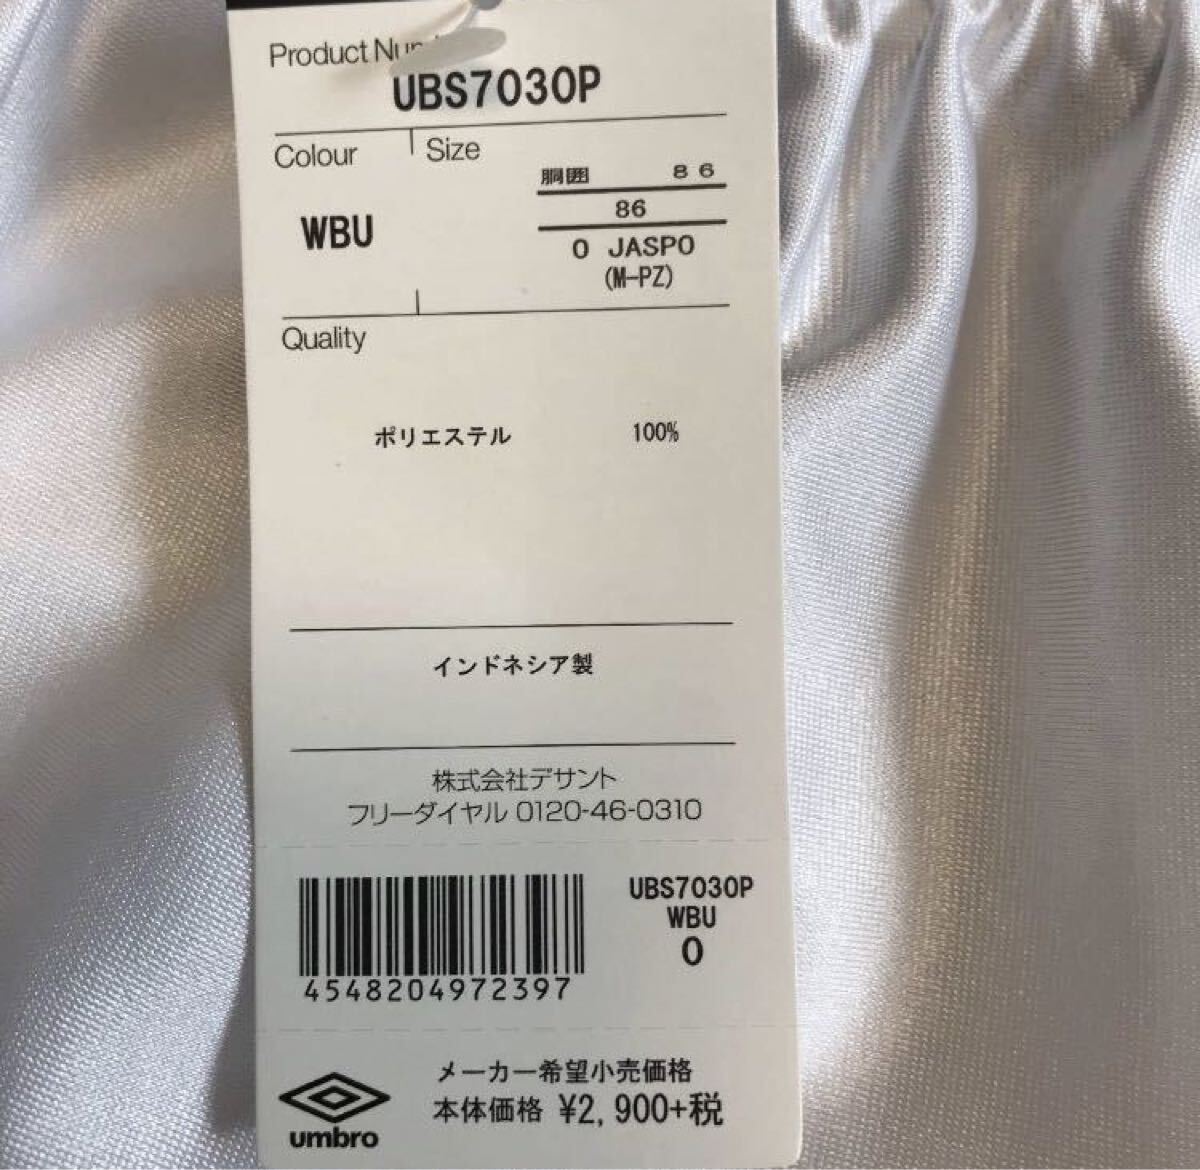 Product
UBS7030P
Colour
Size
胴囲 86
86
WBU
O JASPO
(M-PZ)
Quality
ポリエステル 100%
インドネシア製
株式会社デサント
フリーダイヤル 0120-46-0310
4548204972397
UBS7030P
WBU
O
umbro
メーカー希望小売価格
本体価格 ¥2,900+税